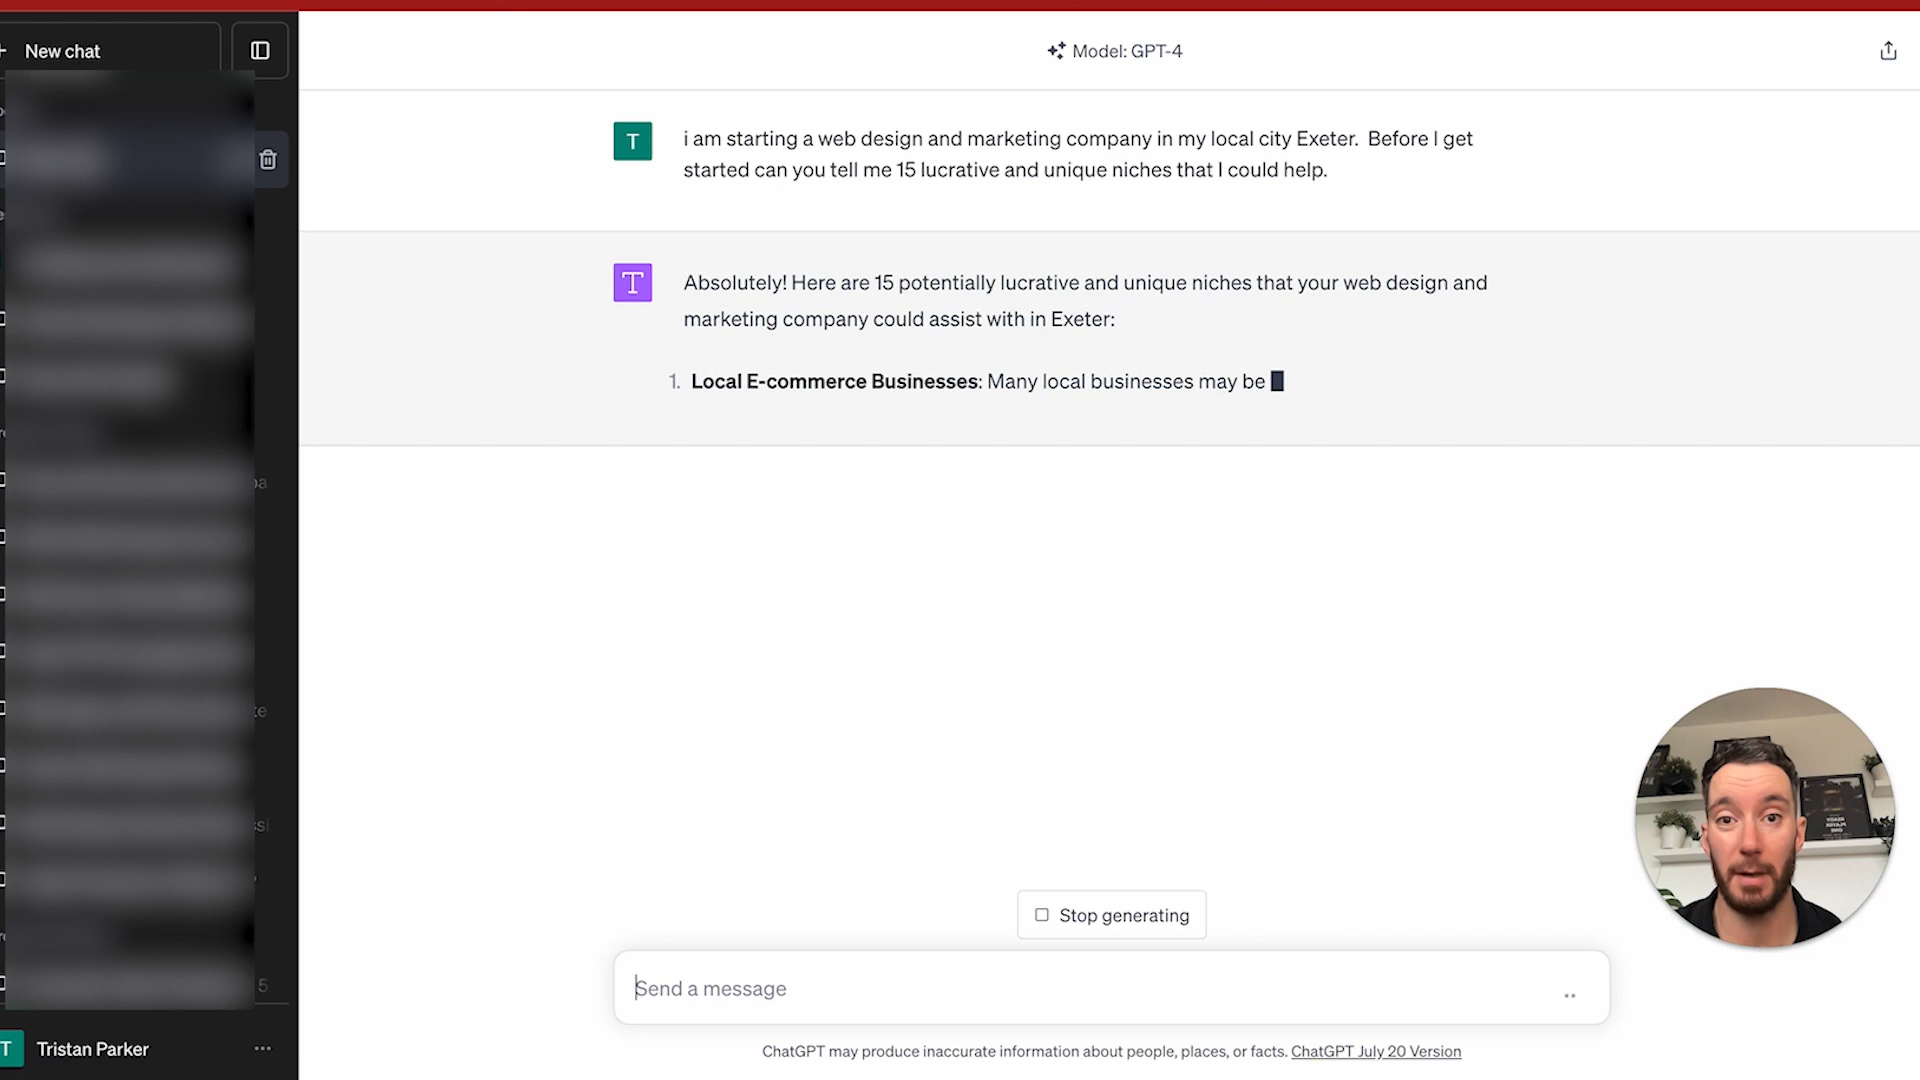 New chat
Model: GPT-4
T
i am starting a web design and marketing company in my local city Exeter.  Before I get
started can you tell me 15 lucrative and unique niches that I could help.
T
Absolutely! Here are 15 potentially lucrative and unique niches that your web design and
marketing company could assist with in Exeter:
1. Local E-commerce Businesses: Many local businesses may be
Stop generating
Send a message
ChatGPT may produce inaccurate information about people, places, or facts. ChatGPT July 20 Version
T
Tristan Parker